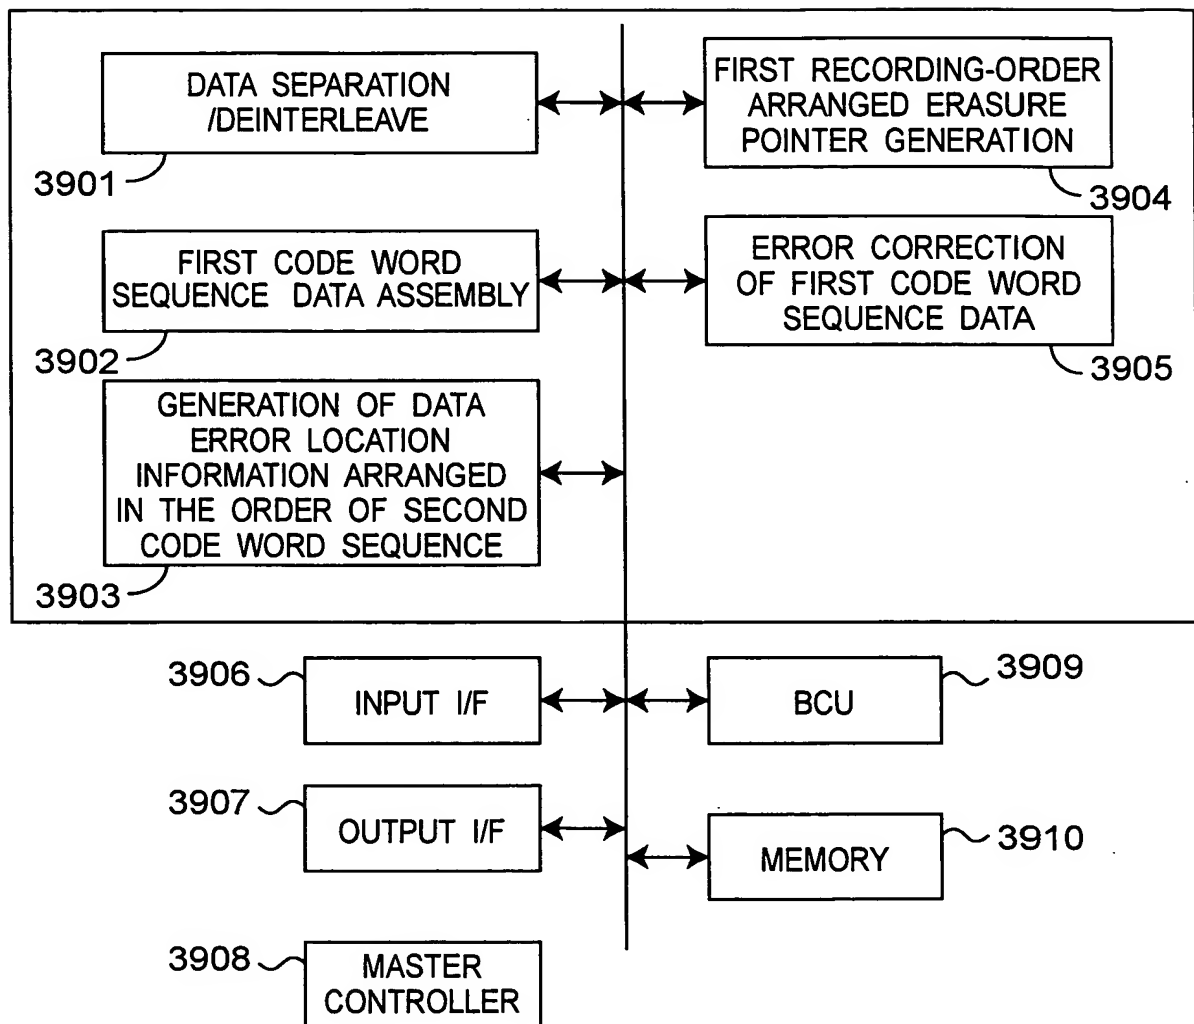 DATA SEPARATION
/DEINTERLEAVE
3901
FIRST RECORDING-ORDER
ARRANGED ERASURE
POINTER GENERATION
3904
FIRST CODE WORD
SEQUENCE DATA ASSEMBLY
3902
ERROR CORRECTION
OF FIRST CODE WORD
SEQUENCE DATA
3905
GENERATION OF DATA
ERROR LOCATION
INFORMATION ARRANGED
IN THE ORDER OF SECOND
CODE WORD SEQUENCE
3903
3906
INPUT I/F
BCU
3909
3907
OUTPUT I/F
MEMORY
3910
3908
MASTER
CONTROLLER